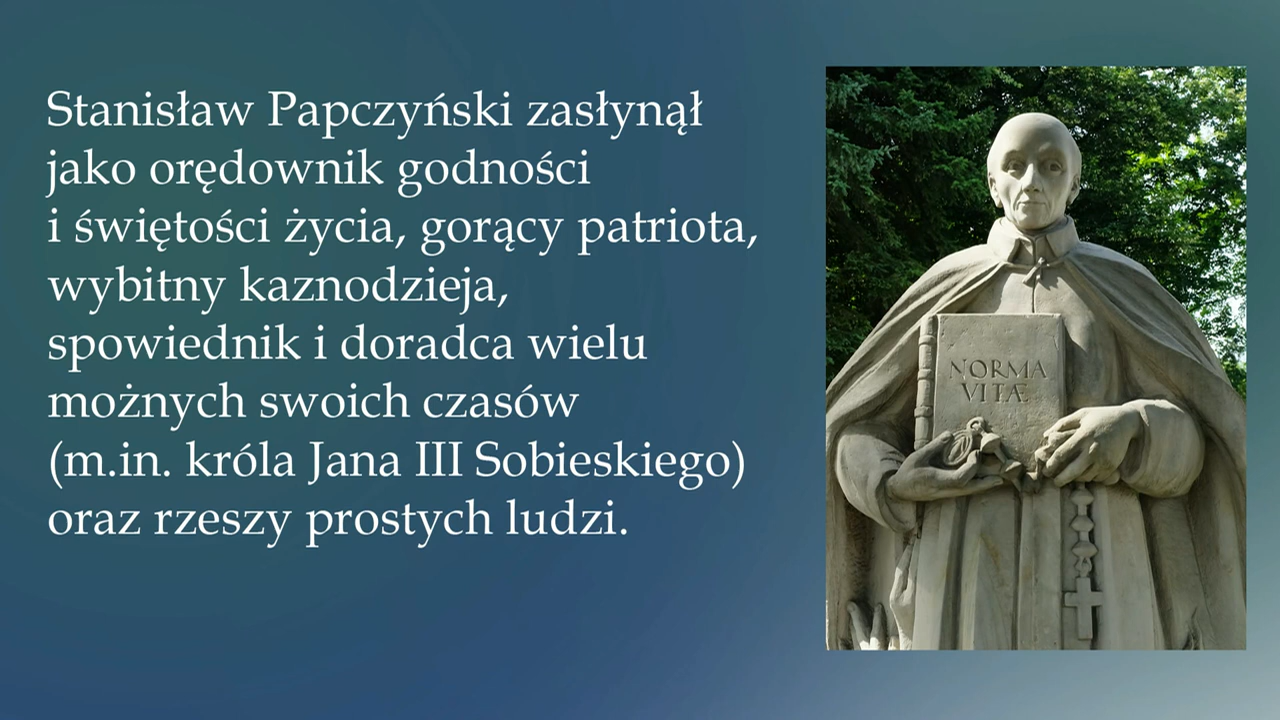 Stanisław Papczyński zasłynął
jako orędownik godności
i świętości życia, gorący patriota,
wybitny kaznodzieja,
spowiednik i doradca wielu
możnych swoich czasów
(m.in. króla Jana III Sobieskiego)
oraz rzeszy prostych ludzi.
NORMA
VITÆ